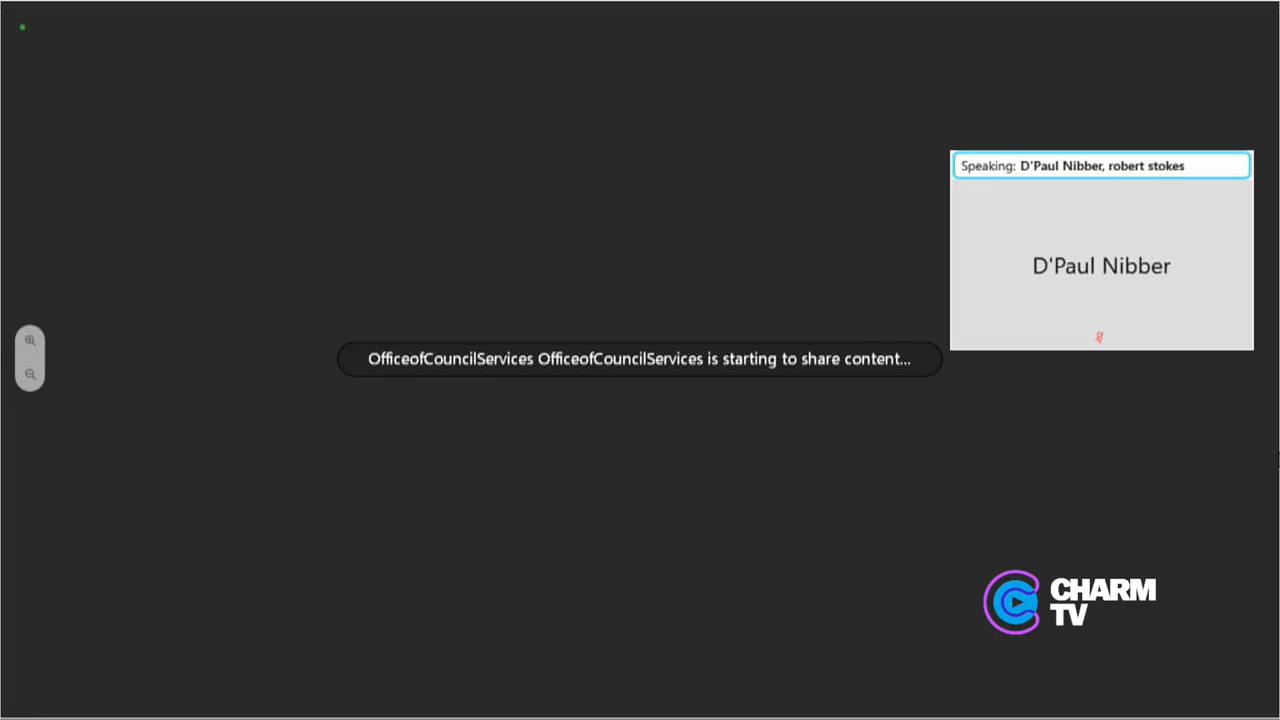 Speaking: D'Paul Nibber, robert stokes
D'Paul Nibber
OfficeofCouncilServices OfficeofCouncilServices is starting to share content...
CHARM
TV